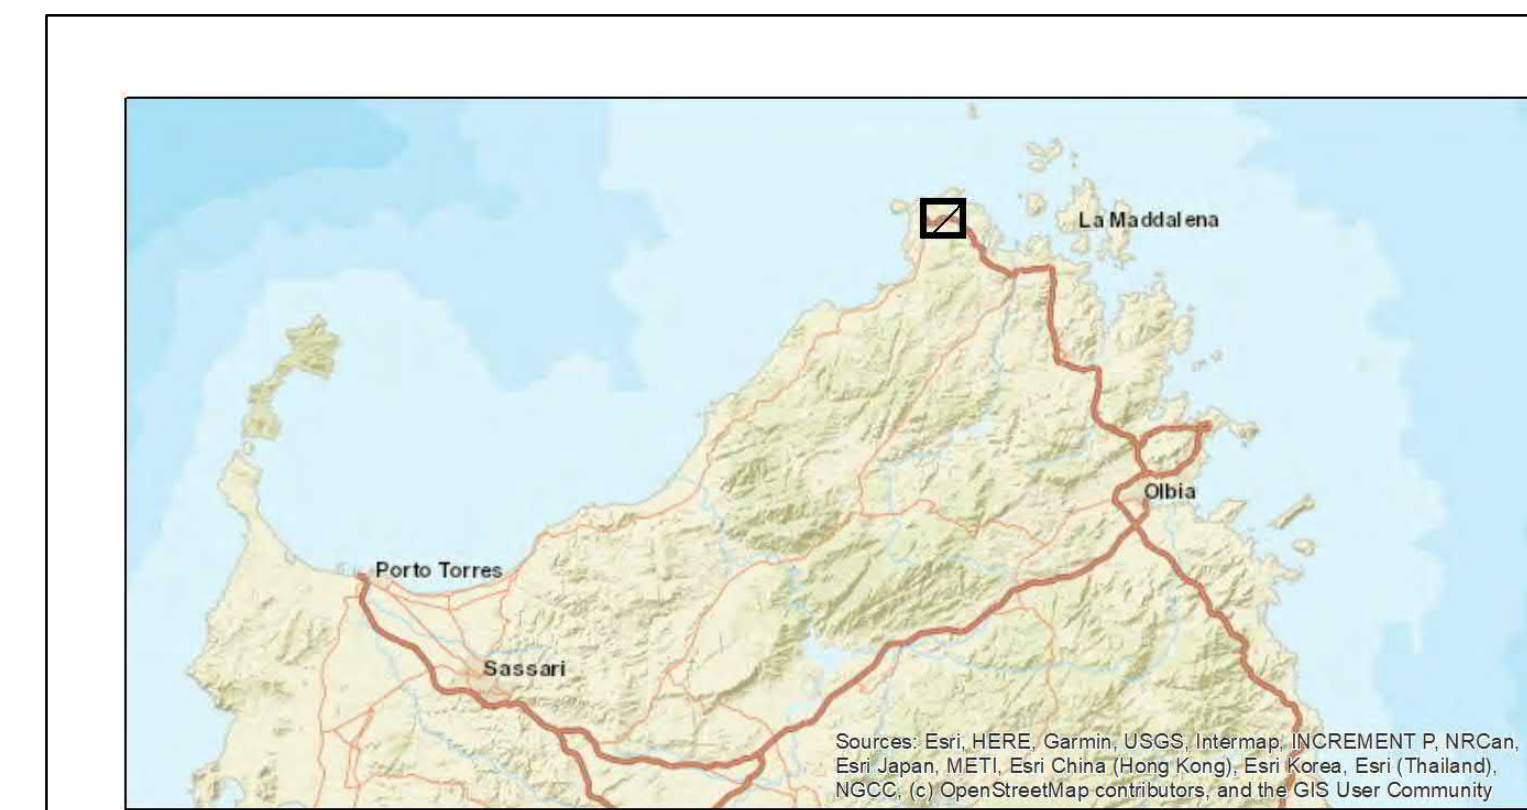 La Maddalena
Olbia
Porto Torres
Sassari
Sources: Esri, HERE, Garmin, USGS, Intermap, INCREMENT P, NRCan,
Esri Japan, METI, Esri China (Hong Kong), Esri Korea, Esri (Thailand),
NGCC, (c) OpenStreetMap contributors, and the GIS User Community